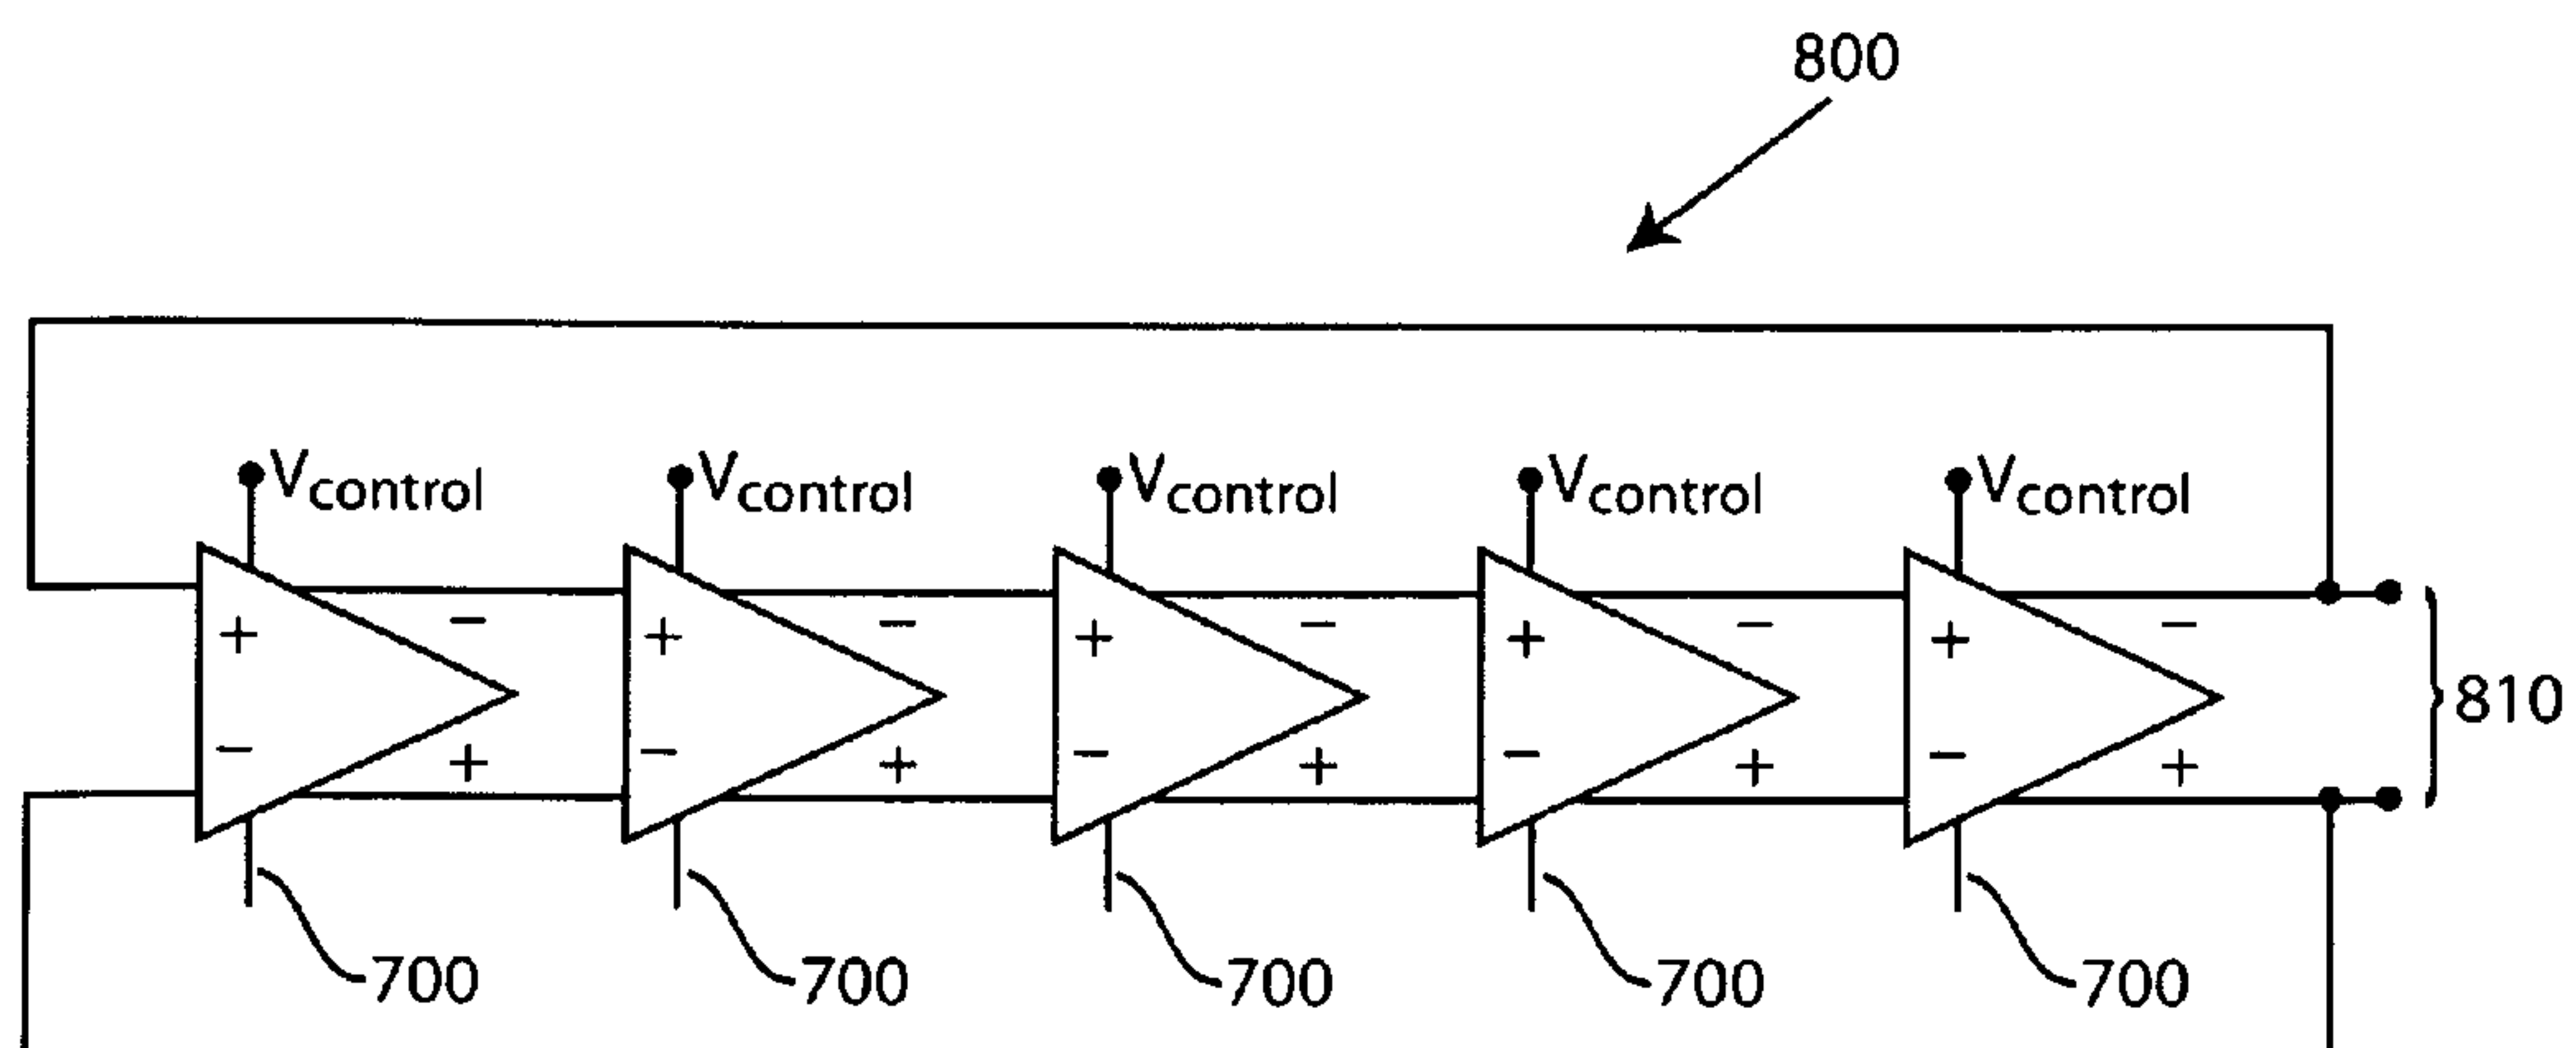 800
Vcontrol Vcontrol Vcontrol Vcontrol Vcontrol
+ − + − + − + − + −
− + − + − + − + − +
810
700 700 700 700 700